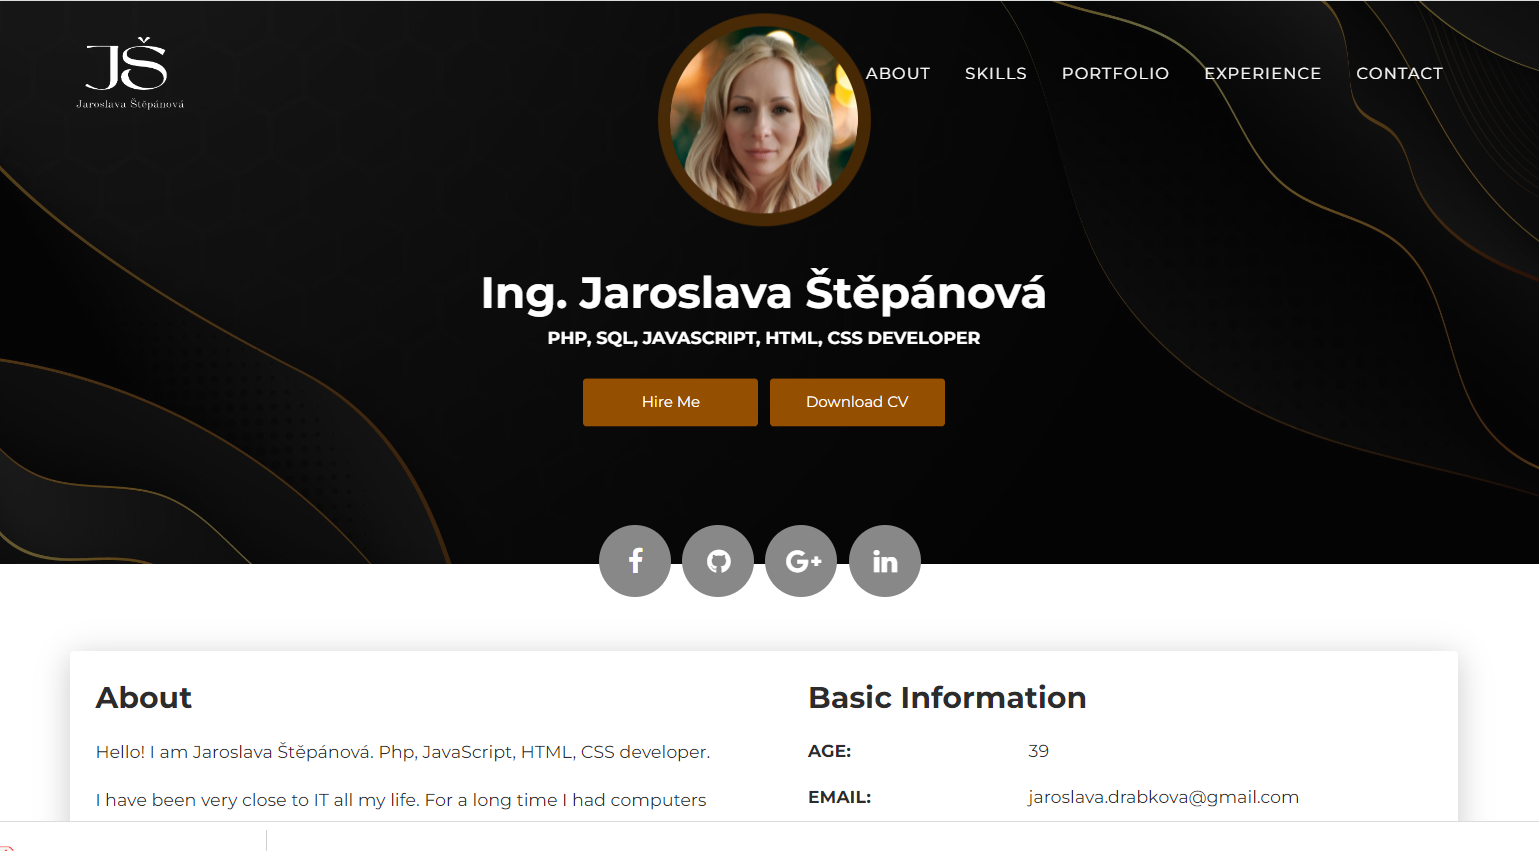 JŠ
Jaroslava Štěpánová
ABOUT
SKILLS
PORTFOLIO
EXPERIENCE
CONTACT
Ing. Jaroslava Štěpánová
PHP, SQL, JAVASCRIPT, HTML, CSS DEVELOPER
Hire Me
Download CV
f
G+
in
About
Hello! I am Jaroslava Štěpánová. Php, JavaScript, HTML, CSS developer.
I have been very close to IT all my life. For a long time I had computers
Basic Information
AGE: 39
EMAIL: jaroslava.drabkova@gmail.com